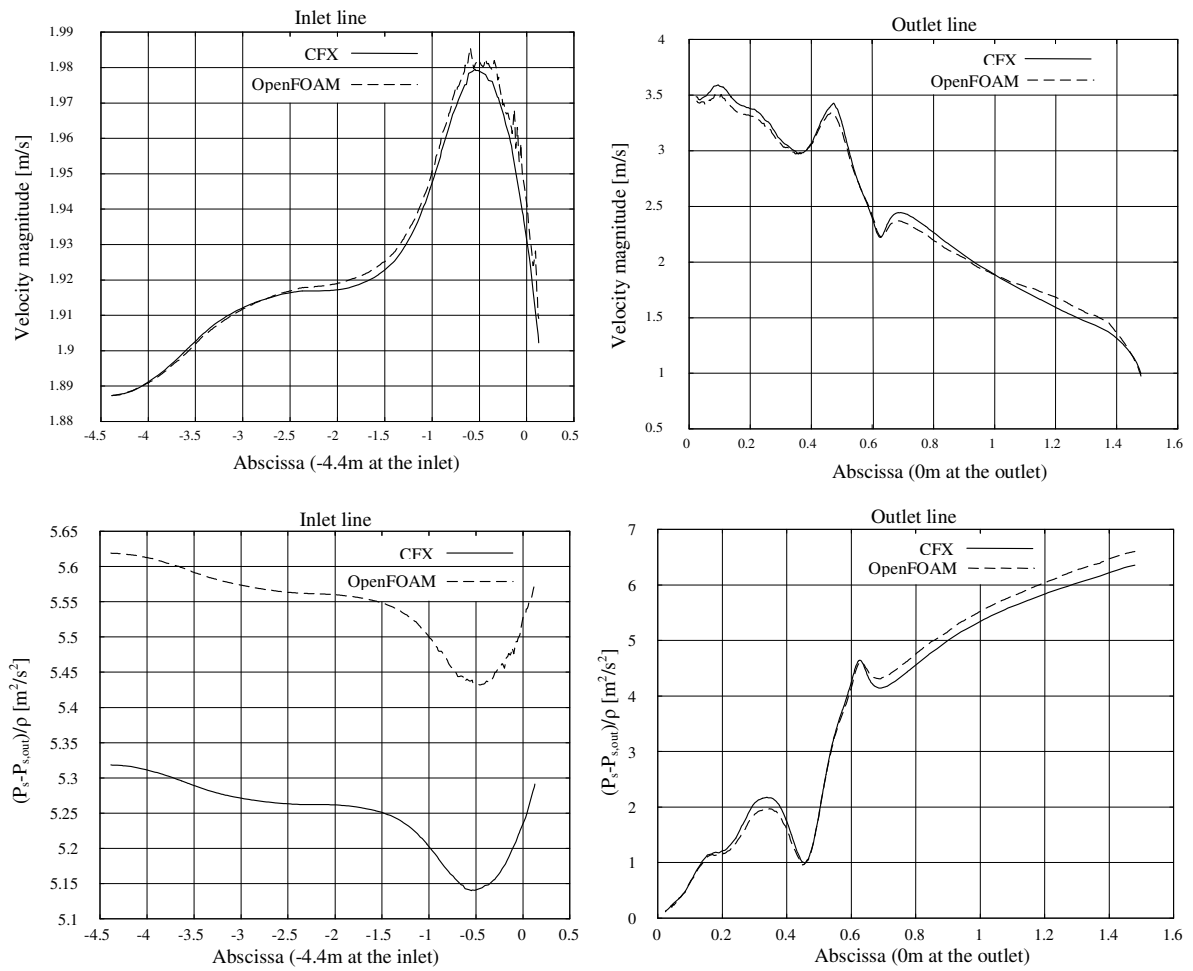 Inlet line
1.99
1.98
1.97
1.96
1.95
1.94
1.93
1.92
1.91
1.9
1.89
1.88
Velocity magnitude [m/s]
CFX
OpenFOAM
-4.5 -4 -3.5 -3 -2.5 -2 -1.5 -1 -0.5 0 0.5
Abscissa (-4.4m at the inlet)
Outlet line
4
3.5
3
2.5
2
1.5
1
0.5
Velocity magnitude [m/s]
CFX
OpenFOAM
0 0.2 0.4 0.6 0.8 1 1.2 1.4 1.6
Abscissa (0m at the outlet)
Inlet line
5.65
5.6
5.55
5.5
5.45
5.4
5.35
5.3
5.25
5.2
5.15
5.1
(Ps-Ps,out)/ρ [m²/s²]
CFX
OpenFOAM
-4.5 -4 -3.5 -3 -2.5 -2 -1.5 -1 -0.5 0 0.5
Abscissa (-4.4m at the inlet)
Outlet line
7
6
5
4
3
2
1
0
(Ps-Ps,out)/ρ [m²/s²]
CFX
OpenFOAM
0 0.2 0.4 0.6 0.8 1 1.2 1.4 1.6
Abscissa (0m at the outlet)